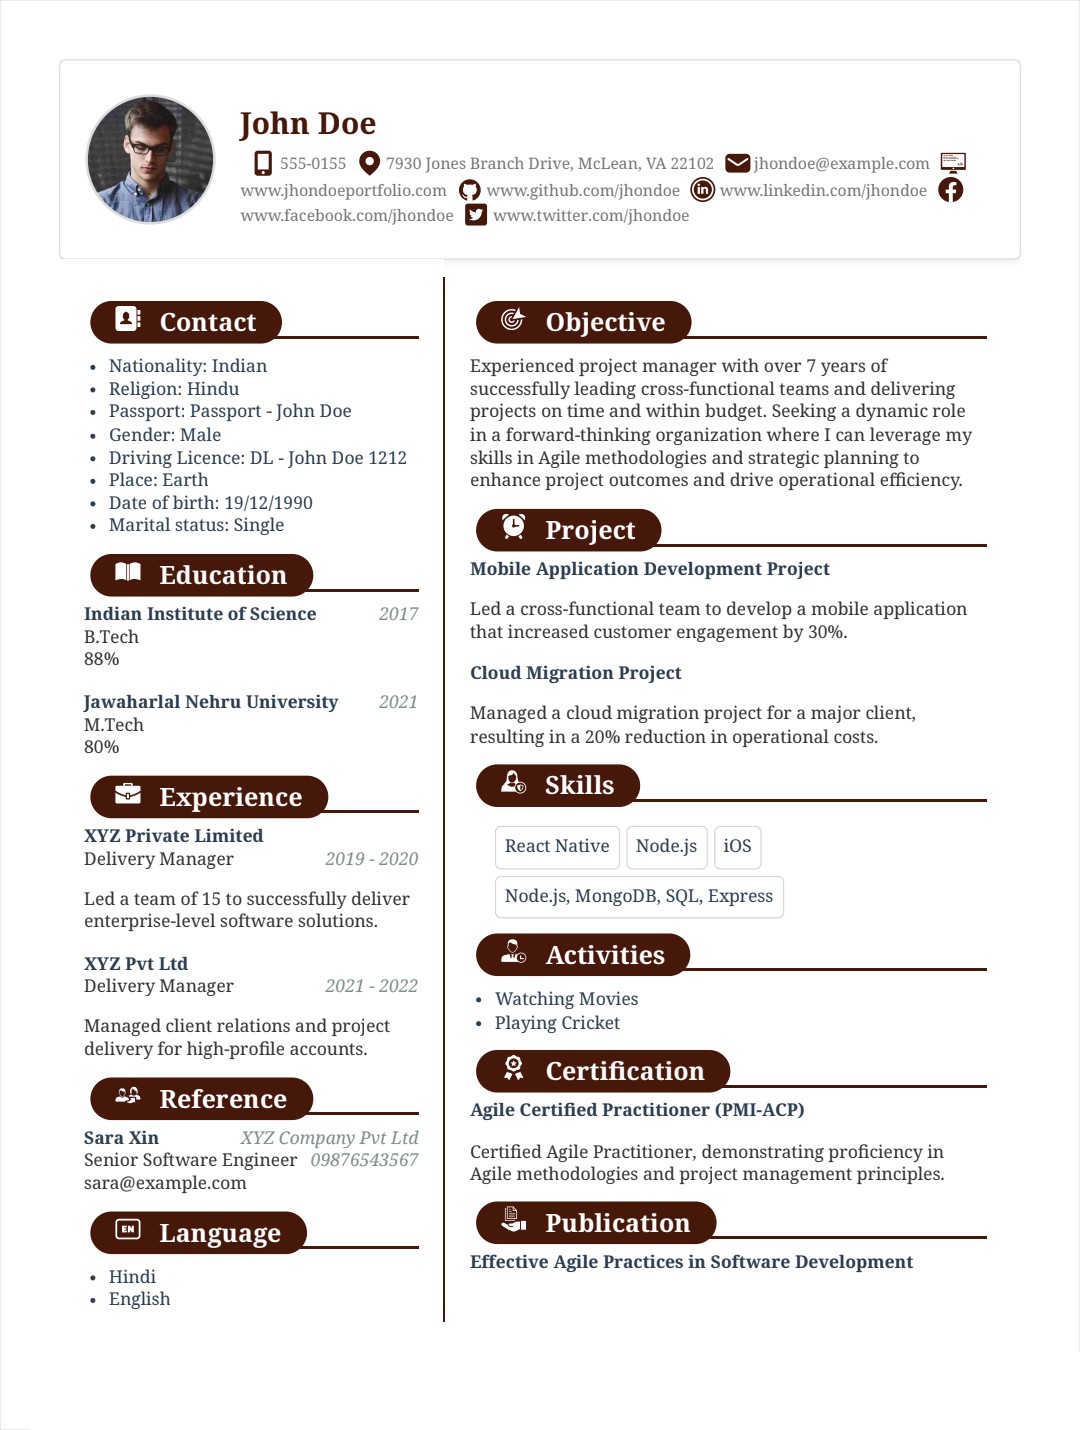 John Doe
555-0155 7930 Jones Branch Drive, McLean, VA 22102 jhondoe@example.com
www.jhondoeportfolio.com www.github.com/jhondoe www.linkedin.com/jhondoe
www.facebook.com/jhondoe www.twitter.com/jhondoe
Contact
• Nationality: Indian
• Religion: Hindu
• Passport: Passport - John Doe
• Gender: Male
• Driving Licence: DL - John Doe 1212
• Place: Earth
• Date of birth: 19/12/1990
• Marital status: Single
Education
Indian Institute of Science 2017
B.Tech
88%
Jawaharlal Nehru University 2021
M.Tech
80%
Experience
XYZ Private Limited
Delivery Manager 2019 - 2020
Led a team of 15 to successfully deliver
enterprise-level software solutions.
XYZ Pvt Ltd
Delivery Manager 2021 - 2022
Managed client relations and project
delivery for high-profile accounts.
Reference
Sara Xin XYZ Company Pvt Ltd
Senior Software Engineer 09876543567
sara@example.com
EN Language
• Hindi
• English
Objective
Experienced project manager with over 7 years of
successfully leading cross-functional teams and delivering
projects on time and within budget. Seeking a dynamic role
in a forward-thinking organization where I can leverage my
skills in Agile methodologies and strategic planning to
enhance project outcomes and drive operational efficiency.
Project
Mobile Application Development Project
Led a cross-functional team to develop a mobile application
that increased customer engagement by 30%.
Cloud Migration Project
Managed a cloud migration project for a major client,
resulting in a 20% reduction in operational costs.
Skills
React Native Node.js iOS
Node.js, MongoDB, SQL, Express
Activities
• Watching Movies
• Playing Cricket
Certification
Agile Certified Practitioner (PMI-ACP)
Certified Agile Practitioner, demonstrating proficiency in
Agile methodologies and project management principles.
Publication
Effective Agile Practices in Software Development